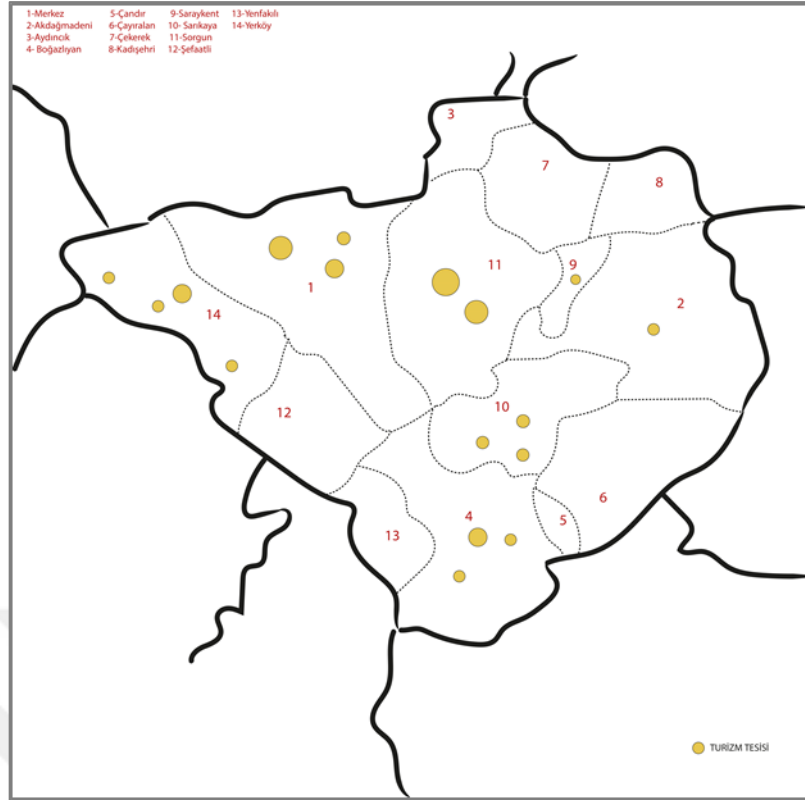 1-Merkez 5-Çandır 9-Saraykent 13-Yenfakılı
2-Akdağmadeni 6-Çayıralan 10- Sarıkaya 14-Yerköy
3-Aydıncık 7-Çekerek 11-Sorgun
4- Boğazlıyan 8-Kadışehri 12-Şefaatli
3
7
8
11
9
1
2
14
10
12
6
4
5
13
TURİZM TESİSİ